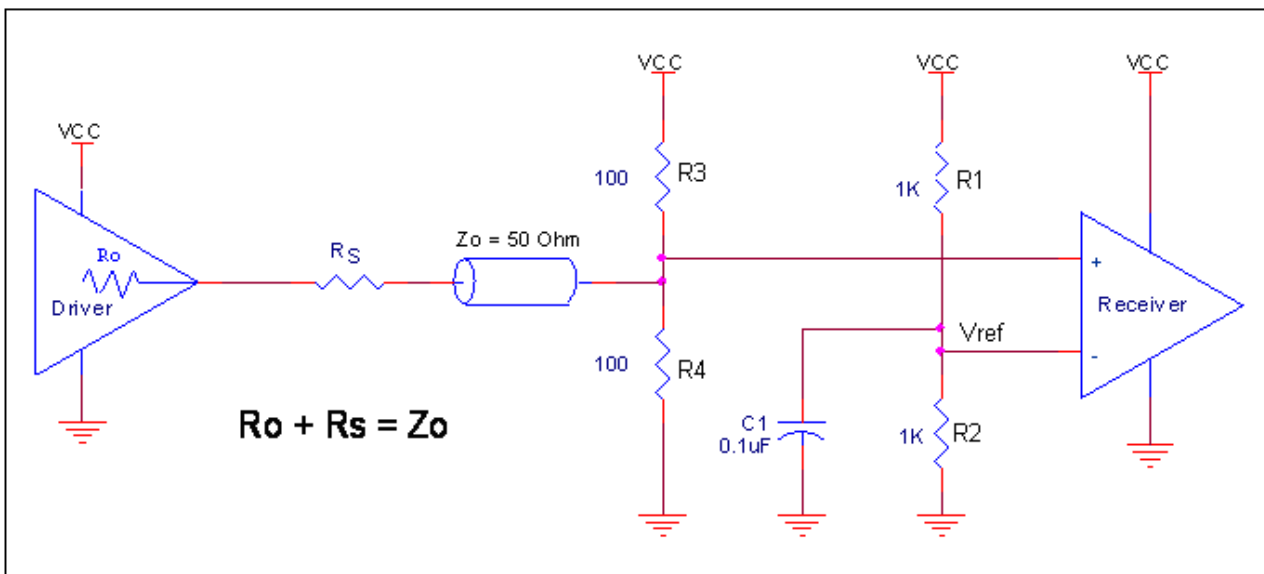 VCC
VCC
VCC
VCC
R3
100
R1
1K
Zo = 50 Ohm
Ro
RS
Driver
+
Receiver
Vref
-
100
R4
Ro + Rs = Zo
C1
0.1uF
1K
R2